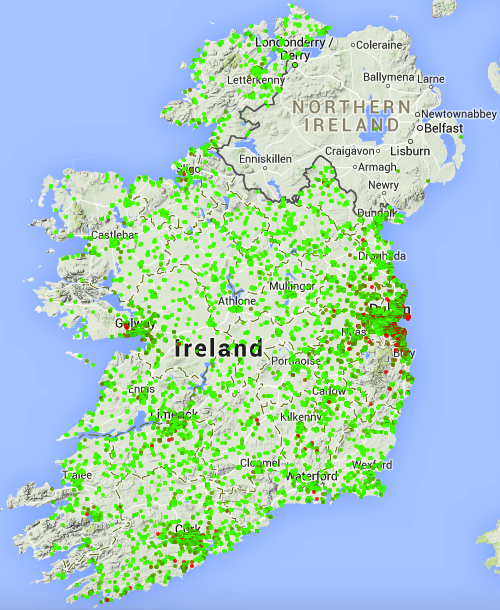 Londonderry /
Derry
Coleraine
Letterkenny
Ballymena
Larne
NORTHERN
IRELAND
Newtownabbey
Belfast
Lisburn
Craigavon
Enniskillen
Armagh
Sligo
Newry
Dundalk
Castlebar
Drogheda
Mullingar
Athlone
Dublin
Galway
Naas
Ireland
Bray
Portlaoise
Ennis
Carlow
Limerick
Kilkenny
Clonmel
Wexford
Tralee
Waterford
Cork